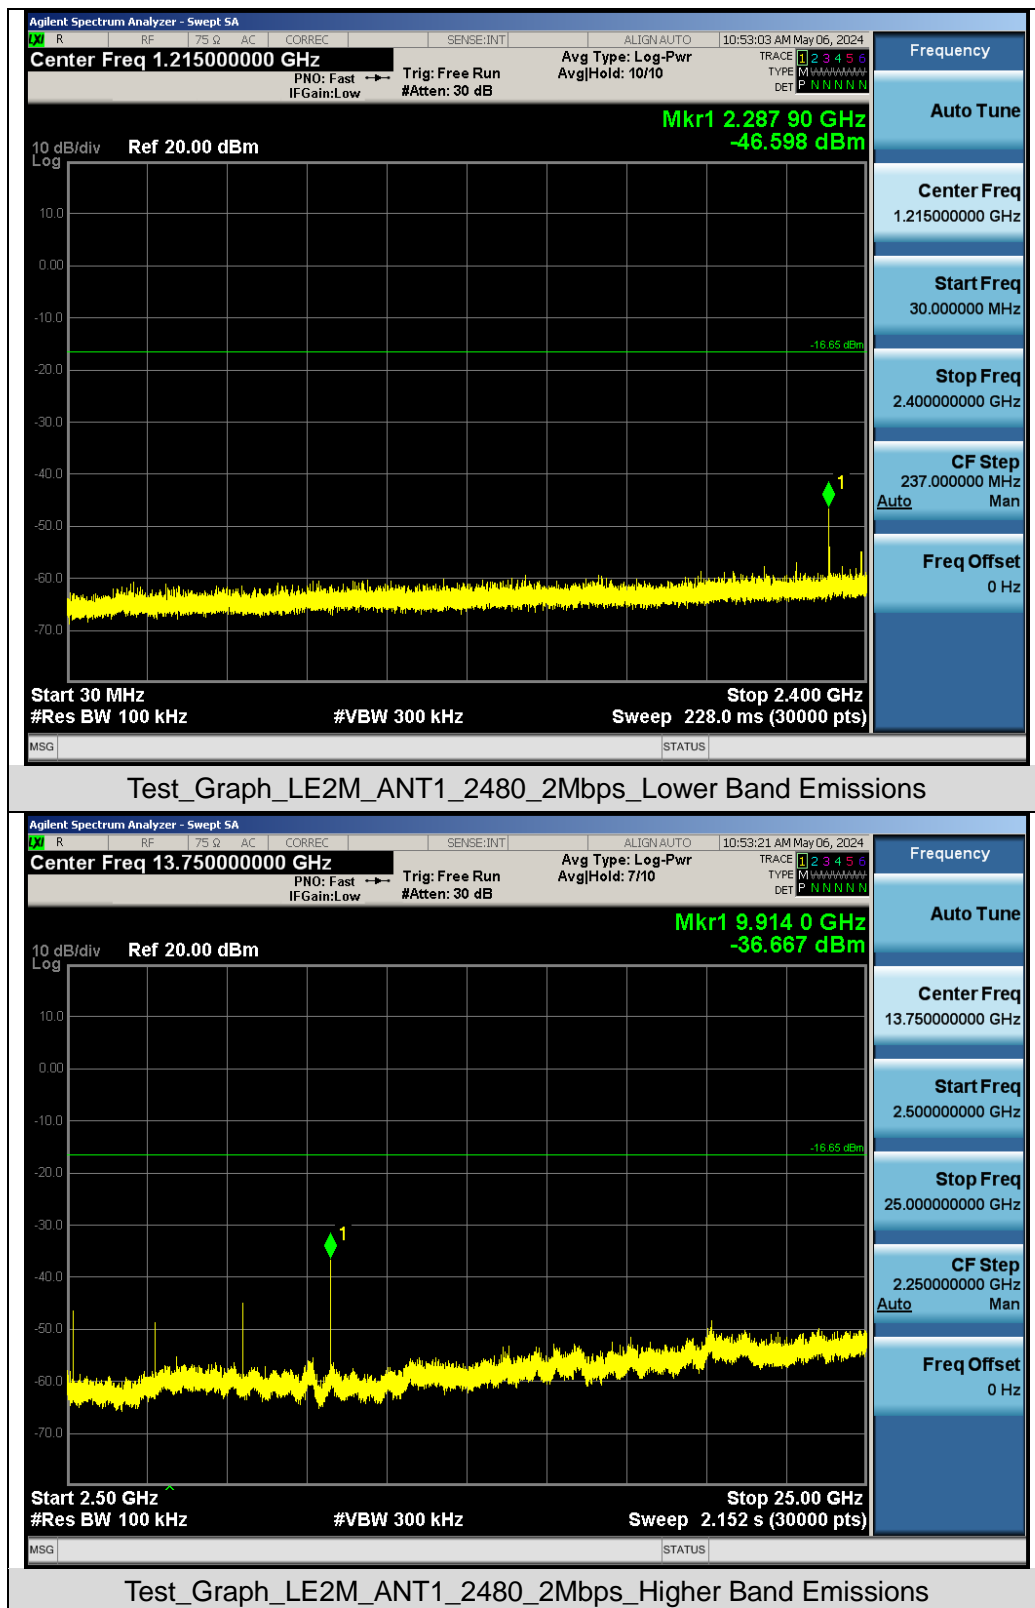 Agilent Spectrum Analyzer - Swept SA
LXI R RF 75 Ω AC CORREC SENSE:INT ALIGN AUTO 10:53:03 AM May 06, 2024
Center Freq 1.215000000 GHz
PNO: Fast
IFGain:Low
Trig: Free Run
#Atten: 30 dB
Avg Type: Log-Pwr
Avg|Hold: 10/10
TRACE 1 2 3 4 5 6
TYPE M
DET P N N N N N
Mkr1 2.287 90 GHz
-46.598 dBm
10 dB/div
Log
Ref 20.00 dBm
10.0
0.00
-10.0
-16.65 dBm
-20.0
-30.0
-40.0
1
-50.0
-60.0
-70.0
Start 30 MHz
Stop 2.400 GHz
#Res BW 100 kHz
#VBW 300 kHz
Sweep 228.0 ms (30000 pts)
MSG
STATUS
Frequency
Auto Tune
Center Freq
1.215000000 GHz
Start Freq
30.000000 MHz
Stop Freq
2.400000000 GHz
CF Step
237.000000 MHz
Auto Man
Freq Offset
0 Hz
Test_Graph_LE2M_ANT1_2480_2Mbps_Lower Band Emissions
Agilent Spectrum Analyzer - Swept SA
LXI R RF 75 Ω AC CORREC SENSE:INT ALIGN AUTO 10:53:21 AM May 06, 2024
Center Freq 13.750000000 GHz
PNO: Fast
IFGain:Low
Trig: Free Run
#Atten: 30 dB
Avg Type: Log-Pwr
Avg|Hold: 7/10
TRACE 1 2 3 4 5 6
TYPE M
DET P N N N N N
Mkr1 9.914 0 GHz
-36.667 dBm
10 dB/div
Log
Ref 20.00 dBm
10.0
0.00
-10.0
-16.65 dBm
-20.0
-30.0
1
-40.0
-50.0
-60.0
-70.0
Start 2.50 GHz
Stop 25.00 GHz
#Res BW 100 kHz
#VBW 300 kHz
Sweep 2.152 s (30000 pts)
MSG
STATUS
Frequency
Auto Tune
Center Freq
13.750000000 GHz
Start Freq
2.500000000 GHz
Stop Freq
25.000000000 GHz
CF Step
2.250000000 GHz
Auto Man
Freq Offset
0 Hz
Test_Graph_LE2M_ANT1_2480_2Mbps_Higher Band Emissions